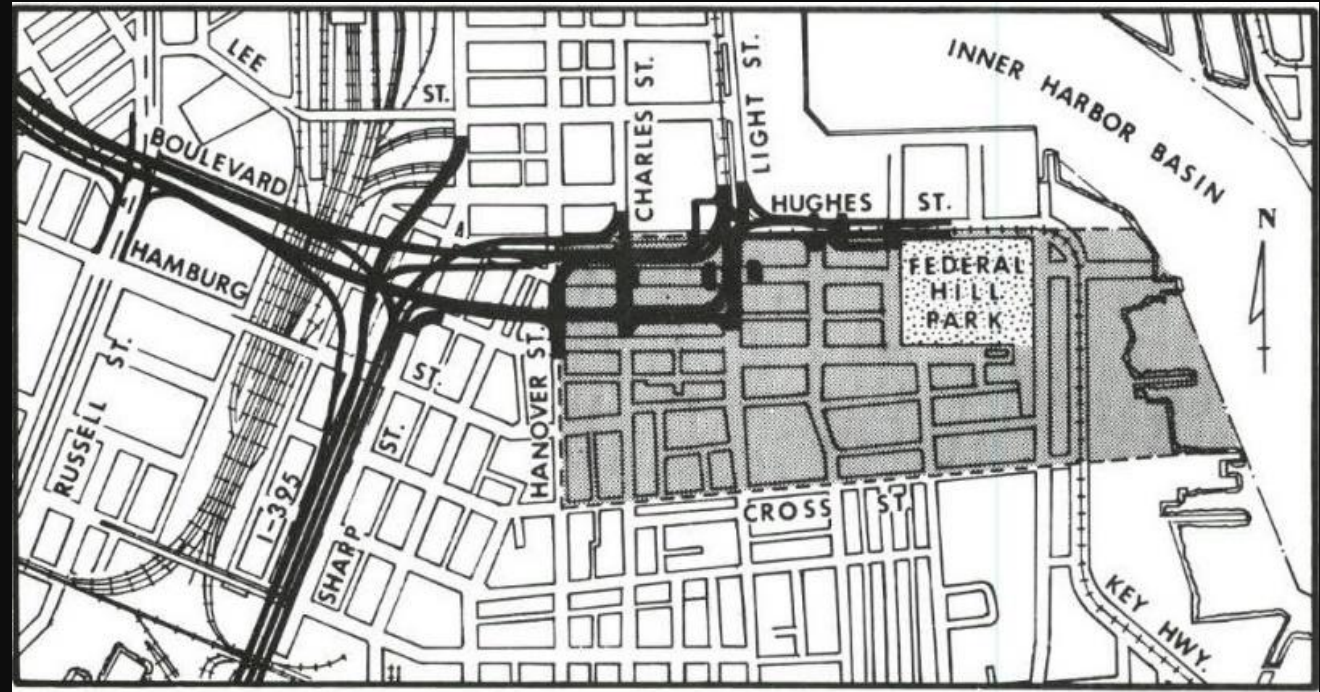 LEE
ST.
CHARLES ST.
LIGHT ST.
INNER HARBOR BASIN
BOULEVARD
HUGHES ST.
N
HAMBURG
FEDERAL
HILL
PARK
ST.
RUSSELL ST.
HANOVER ST.
SHARP ST.
I-395
CROSS ST.
KEY HWY.